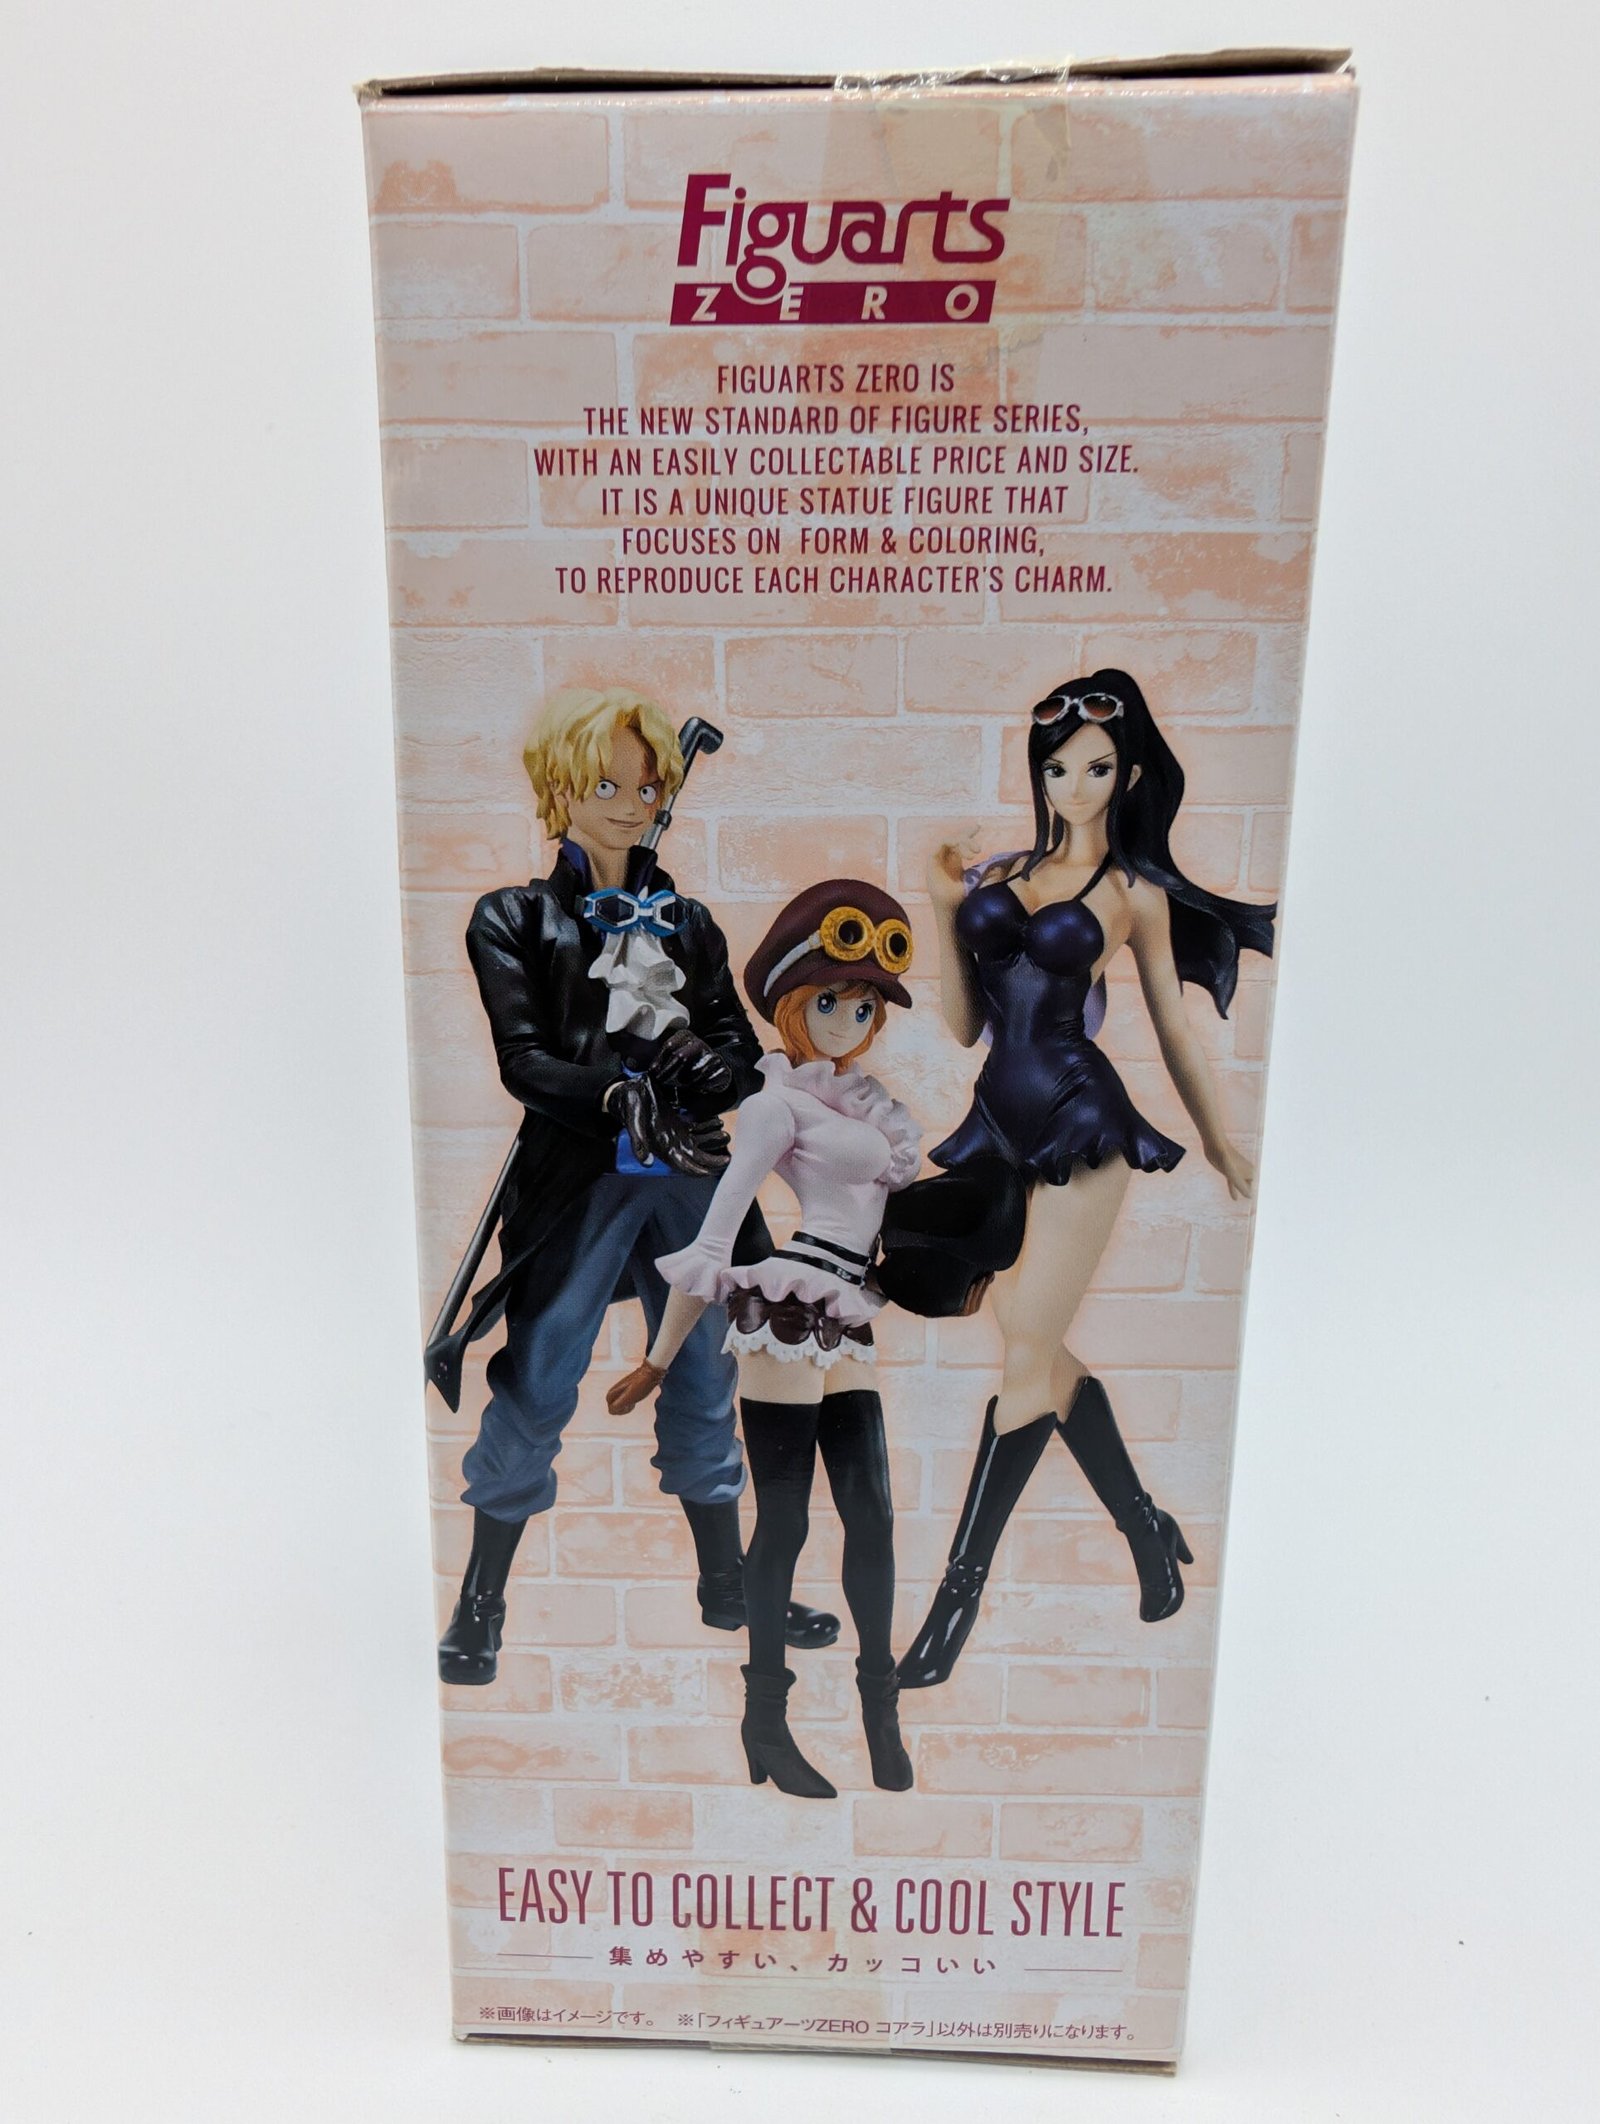 Figuarts
ZERO
FIGUARTS ZERO IS
THE NEW STANDARD OF FIGURE SERIES,
WITH AN EASILY COLLECTABLE PRICE AND SIZE.
IT IS A UNIQUE STATUE FIGURE THAT
FOCUSES ON FORM & COLORING,
TO REPRODUCE EACH CHARACTER'S CHARM.
EASY TO COLLECT & COOL STYLE
集めやすい、カッコいい
※画像はイメージです。 ※「フィギュアーツZERO コアラ」以外は別売りになります。